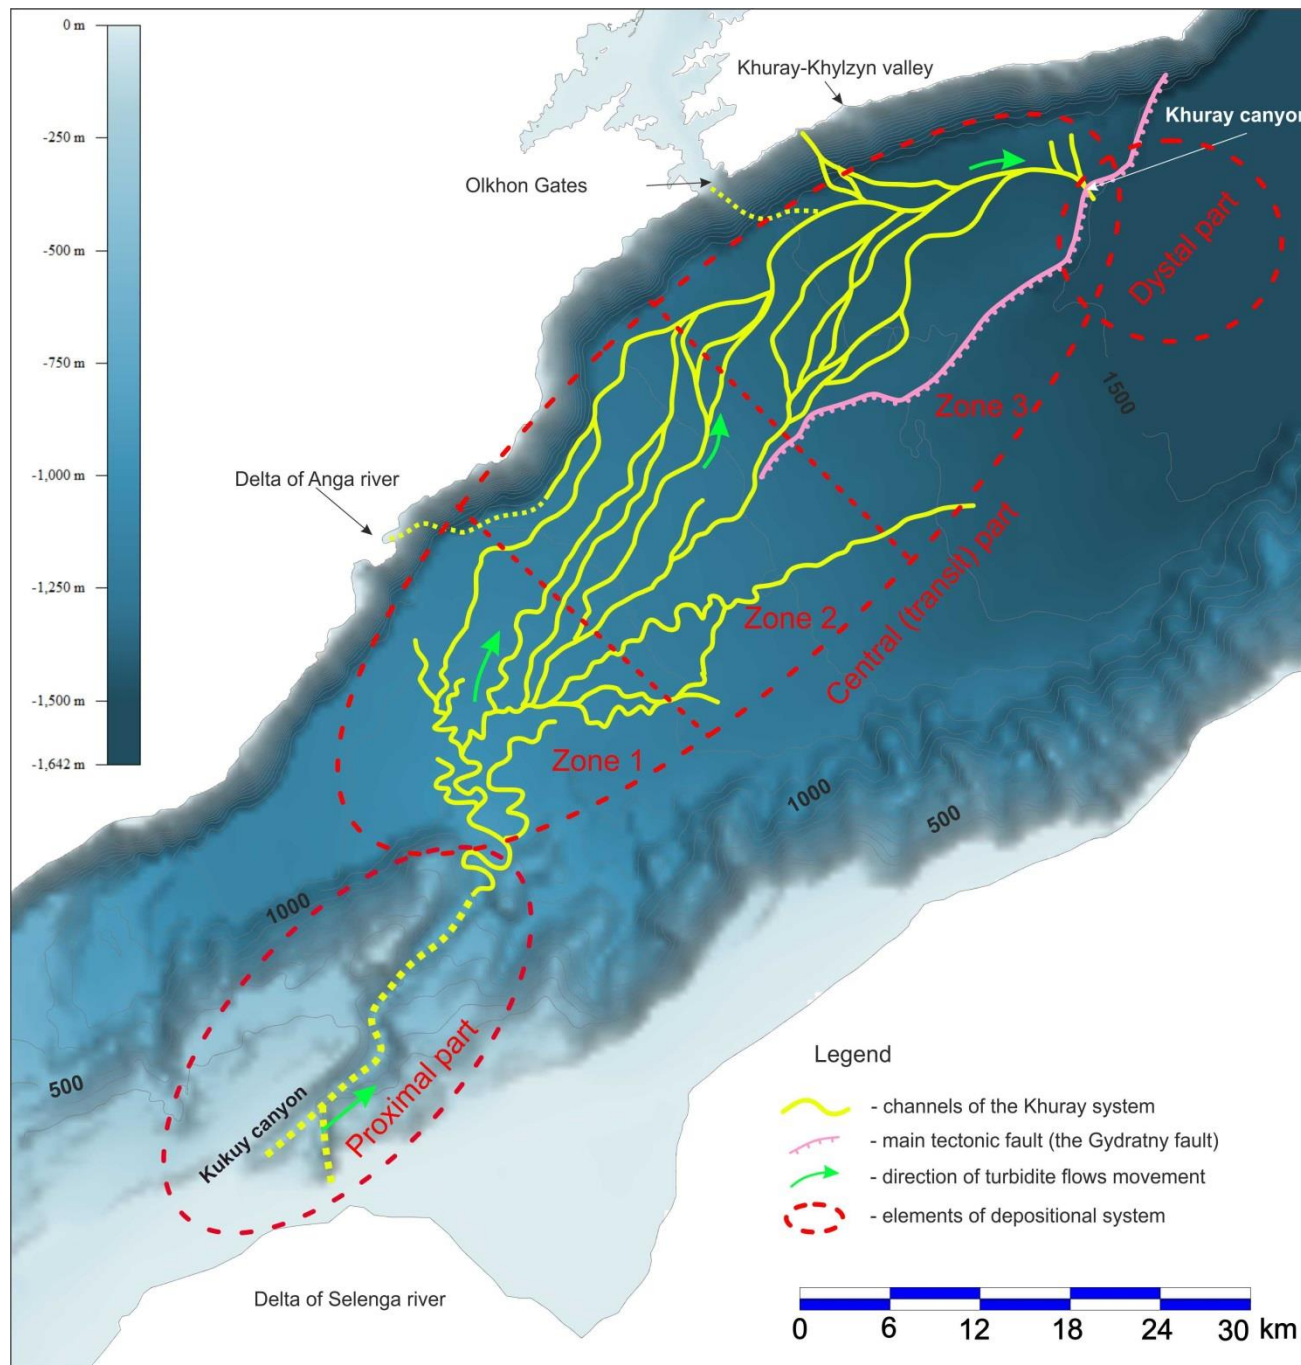 0 m
-250 m
-500 m
-750 m
-1,000 m
-1,250 m
-1,500 m
-1,642 m
Khuray-Khylzyn valley
Khuray canyon
Olkhon Gates
Dystal part
1500
Zone 3
Delta of Anga river
Zone 2
Central (transit) part
Zone 1
1000
500
1000
500
Kukuy canyon
Proximal part
Delta of Selenga river
Legend
- channels of the Khuray system
- main tectonic fault (the Gydratny fault)
- direction of turbidite flows movement
- elements of depositional system
0 6 12 18 24 30 km